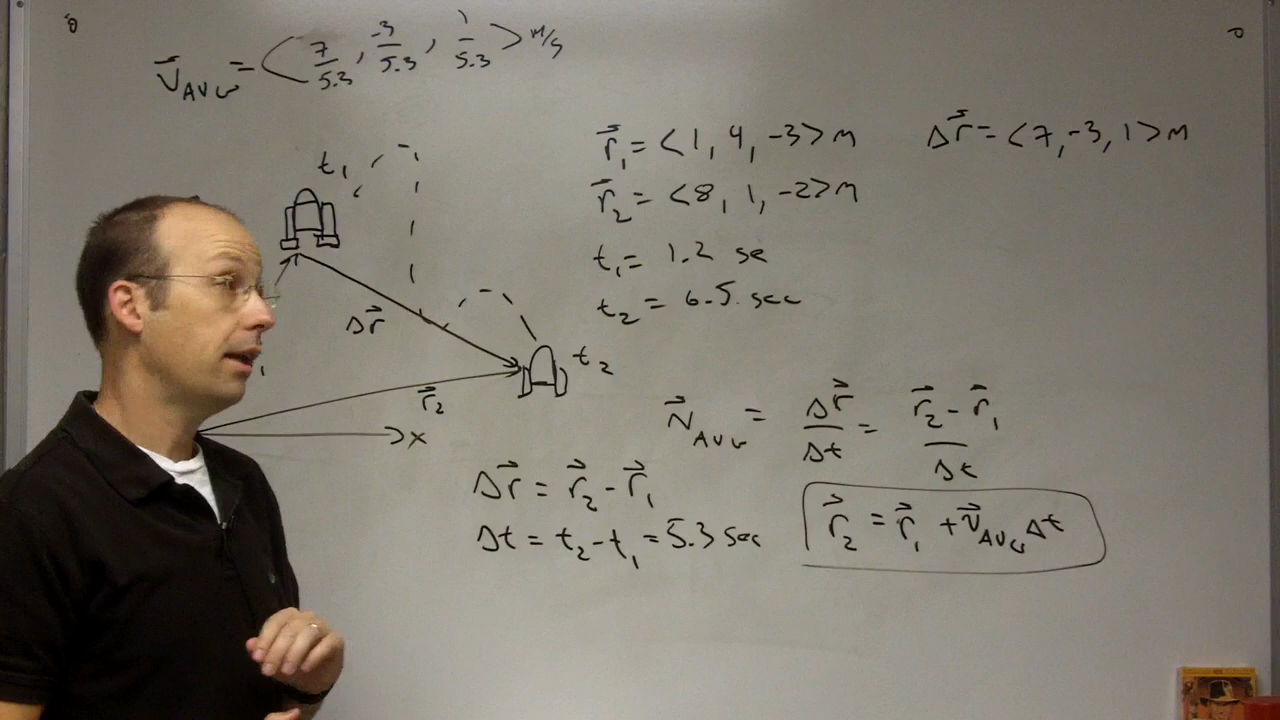 v⃗AVG = <7/5.3, -3/5.3, 1/5.3> m/s
r⃗₁ = <1, 4, -3> m
Δr⃗ = <7, -3, 1> m
r⃗₂ = <8, 1, -2> m
t₁ = 1.2 se
t₂ = 6.5 sec
t₁
Δr⃗
t₂
r⃗₂
x
v⃗AVG = Δr⃗/Δt = (r⃗₂ - r⃗₁)/Δt
Δr⃗ = r⃗₂ - r⃗₁
Δt = t₂ - t₁ = 5.3 sec
r⃗₂ = r⃗₁ + v⃗AVG Δt